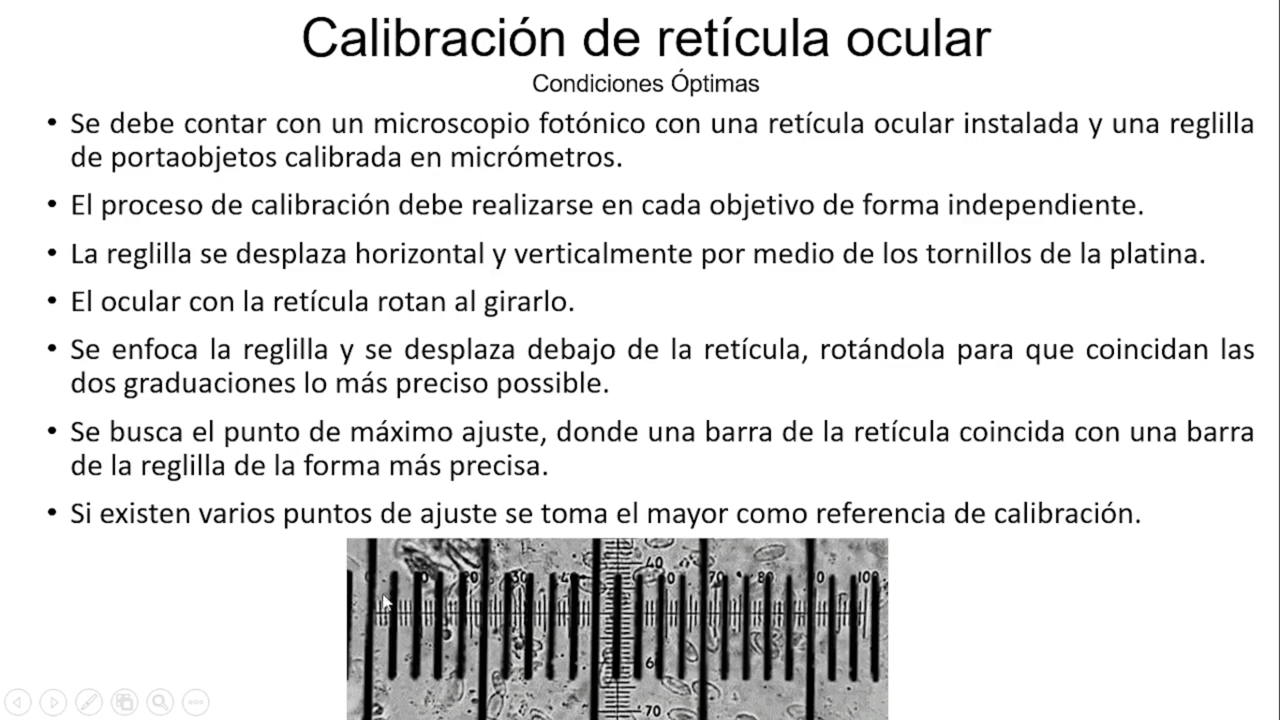 Calibración de retícula ocular
Condiciones Óptimas
• Se debe contar con un microscopio fotónico con una retícula ocular instalada y una reglilla
de portaobjetos calibrada en micrómetros.
• El proceso de calibración debe realizarse en cada objetivo de forma independiente.
• La reglilla se desplaza horizontal y verticalmente por medio de los tornillos de la platina.
• El ocular con la retícula rotan al girarlo.
• Se enfoca la reglilla y se desplaza debajo de la retícula, rotándola para que coincidan las
dos graduaciones lo más preciso posible.
• Se busca el punto de máximo ajuste, donde una barra de la retícula coincida con una barra
de la reglilla de la forma más precisa.
• Si existen varios puntos de ajuste se toma el mayor como referencia de calibración.
40
70 80 100
70